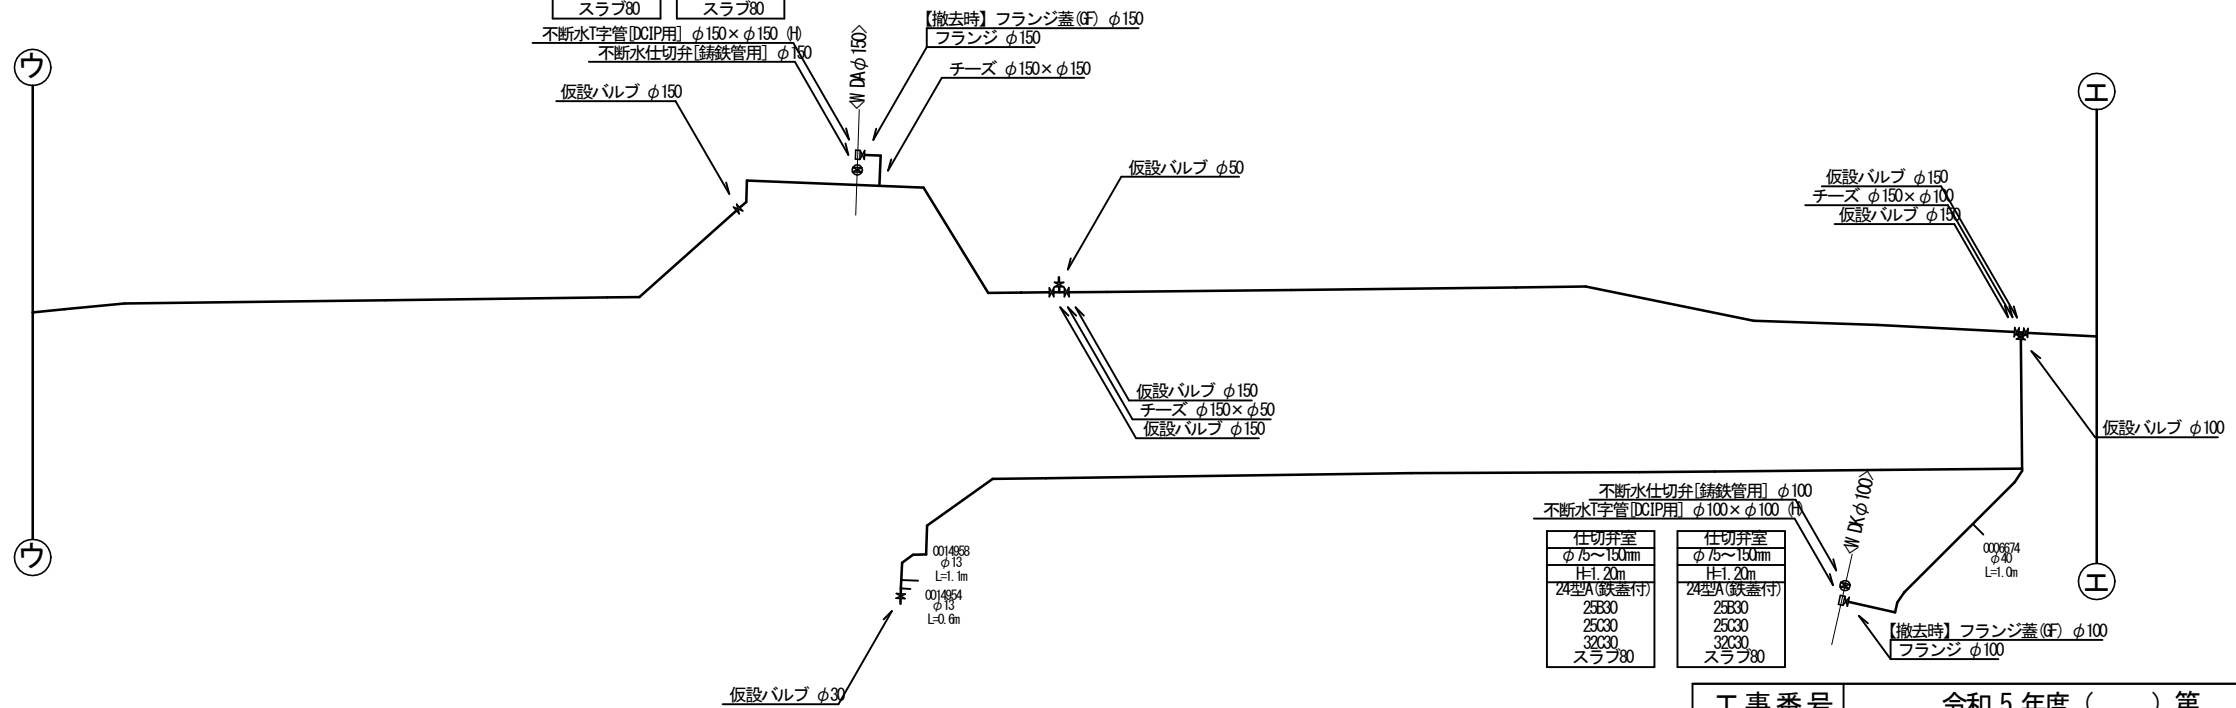 スラブ80
スラブ80
不断水T字管[DCIP用] φ150×φ150 (H)
不断水仕切弁[鋳鉄管用] φ150
仮設バルブ φ150
<W DAφ150>
【撤去時】フランジ蓋(GF) φ150
フランジ φ150
チーズ φ150×φ150
ウ
エ
仮設バルブ φ50
仮設バルブ φ150
チーズ φ150×φ100
仮設バルブ φ150
仮設バルブ φ150
チーズ φ150×φ50
仮設バルブ φ150
仮設バルブ φ100
不断水仕切弁[鋳鉄管用] φ100
不断水T字管[DCIP用] φ100×φ100 (H)
<W DKφ100>
仕切弁室
φ75～150mm
H=1.20m
24型A(鉄蓋付)
25B30
25C30
32C30
スラブ80
仕切弁室
φ75～150mm
H=1.20m
24型A(鉄蓋付)
25B30
25C30
32C30
スラブ80
0014958
φ13
L=1.1m
0014954
φ13
L=0.6m
0006674
φ40
L=1.0m
ウ
エ
【撤去時】フランジ蓋(GF) φ100
フランジ φ100
仮設バルブ φ30
工事番号 令和5年度（　　）第